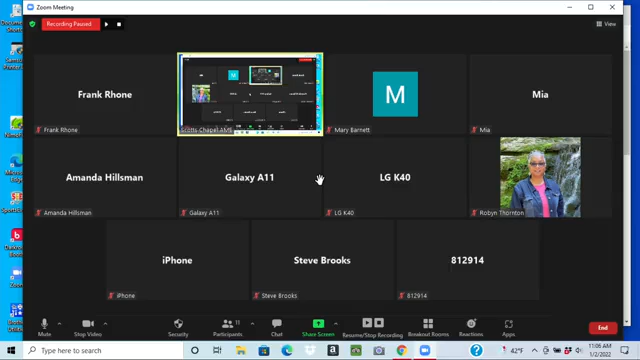 Zoom Meeting
Recording Paused
View
Frank Rhone
Frank Rhone
Scotts Chapel AME
M
Mary Barnett
Mia
Mia
Amanda Hillsman
Amanda Hillsman
Galaxy A11
Galaxy A11
LG K40
LG K40
Robyn Thornton
iPhone
iPhone
Steve Brooks
Steve Brooks
812914
812914
Mute
Stop Video
Security
Participants
11
Chat
Share Screen
Resume/Stop Recording
Breakout Rooms
Reactions
Apps
End
Type here to search
42°F
11:06 AM
1/2/2022